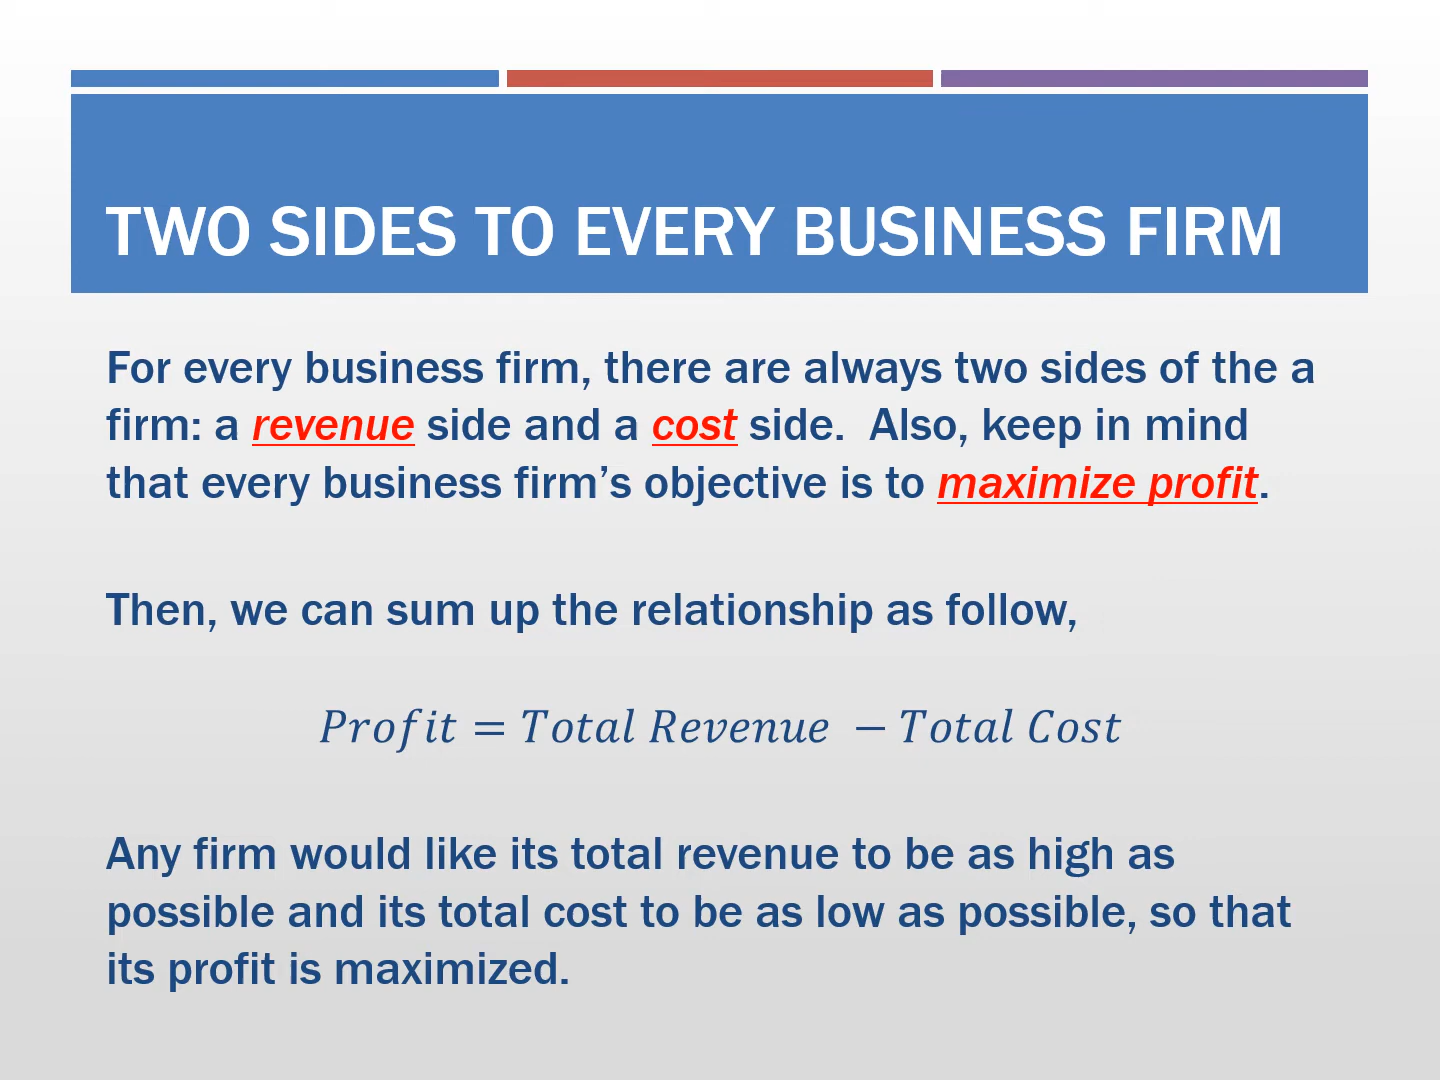 TWO SIDES TO EVERY BUSINESS FIRM
For every business firm, there are always two sides of the a
firm: a revenue side and a cost side.  Also, keep in mind
that every business firm’s objective is to maximize profit.
Then, we can sum up the relationship as follow,
Profit = Total Revenue − Total Cost
Any firm would like its total revenue to be as high as
possible and its total cost to be as low as possible, so that
its profit is maximized.